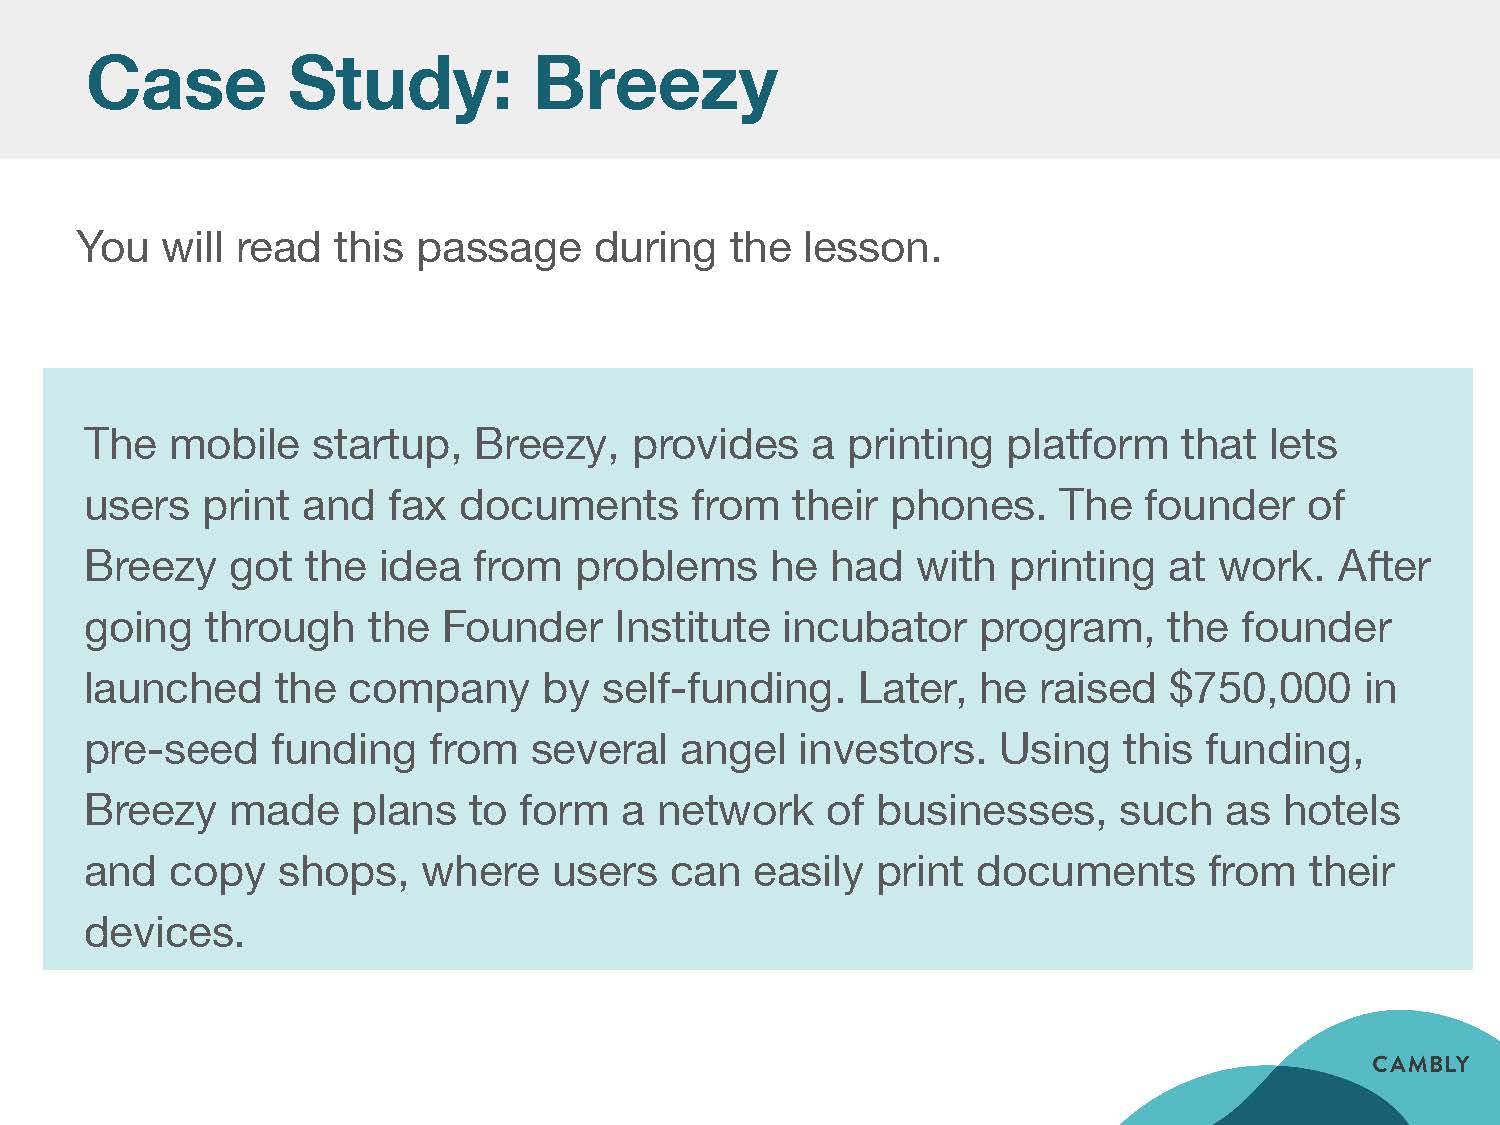 Case Study: Breezy
You will read this passage during the lesson.
The mobile startup, Breezy, provides a printing platform that lets
users print and fax documents from their phones. The founder of
Breezy got the idea from problems he had with printing at work. After
going through the Founder Institute incubator program, the founder
launched the company by self-funding. Later, he raised $750,000 in
pre-seed funding from several angel investors. Using this funding,
Breezy made plans to form a network of businesses, such as hotels
and copy shops, where users can easily print documents from their
devices.
CAMBLY